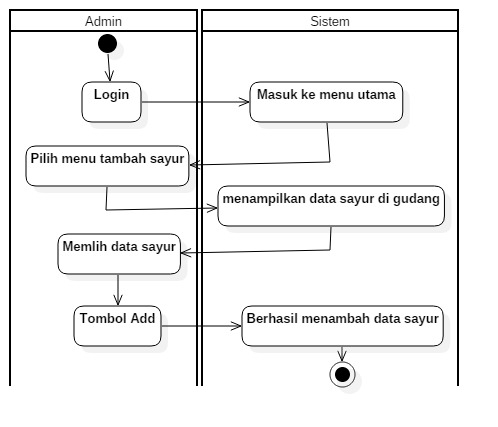 Admin
Sistem
Login
Masuk ke menu utama
Pilih menu tambah sayur
menampilkan data sayur di gudang
Memlih data sayur
Tombol Add
Berhasil menambah data sayur